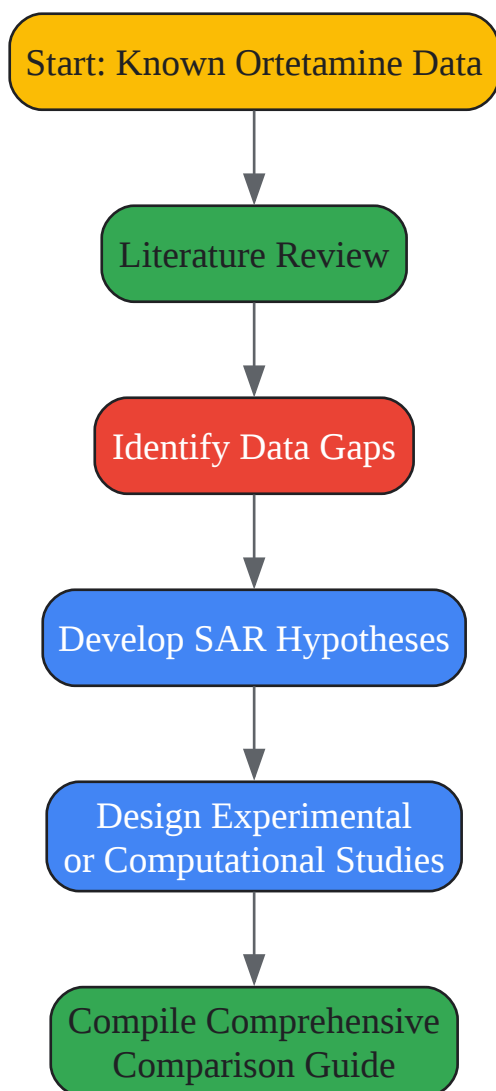 Start: Known Ortetamine Data
Literature Review
Identify Data Gaps
Develop SAR Hypotheses
Design Experimental
or Computational Studies
Compile Comprehensive
Comparison Guide